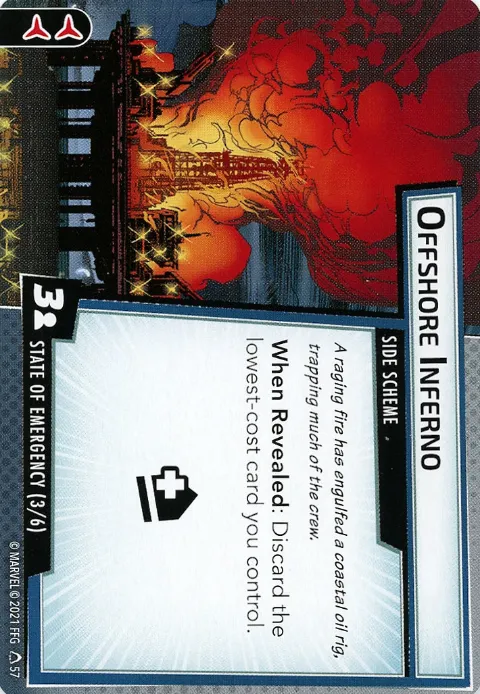 OFFSHORE INFERNO
SIDE SCHEME
A raging fire has engulfed a coastal oil rig,
trapping much of the crew.
When Revealed: Discard the
lowest-cost card you control.
3
STATE OF EMERGENCY (3/6)
© MARVEL © 2021 FFG 57